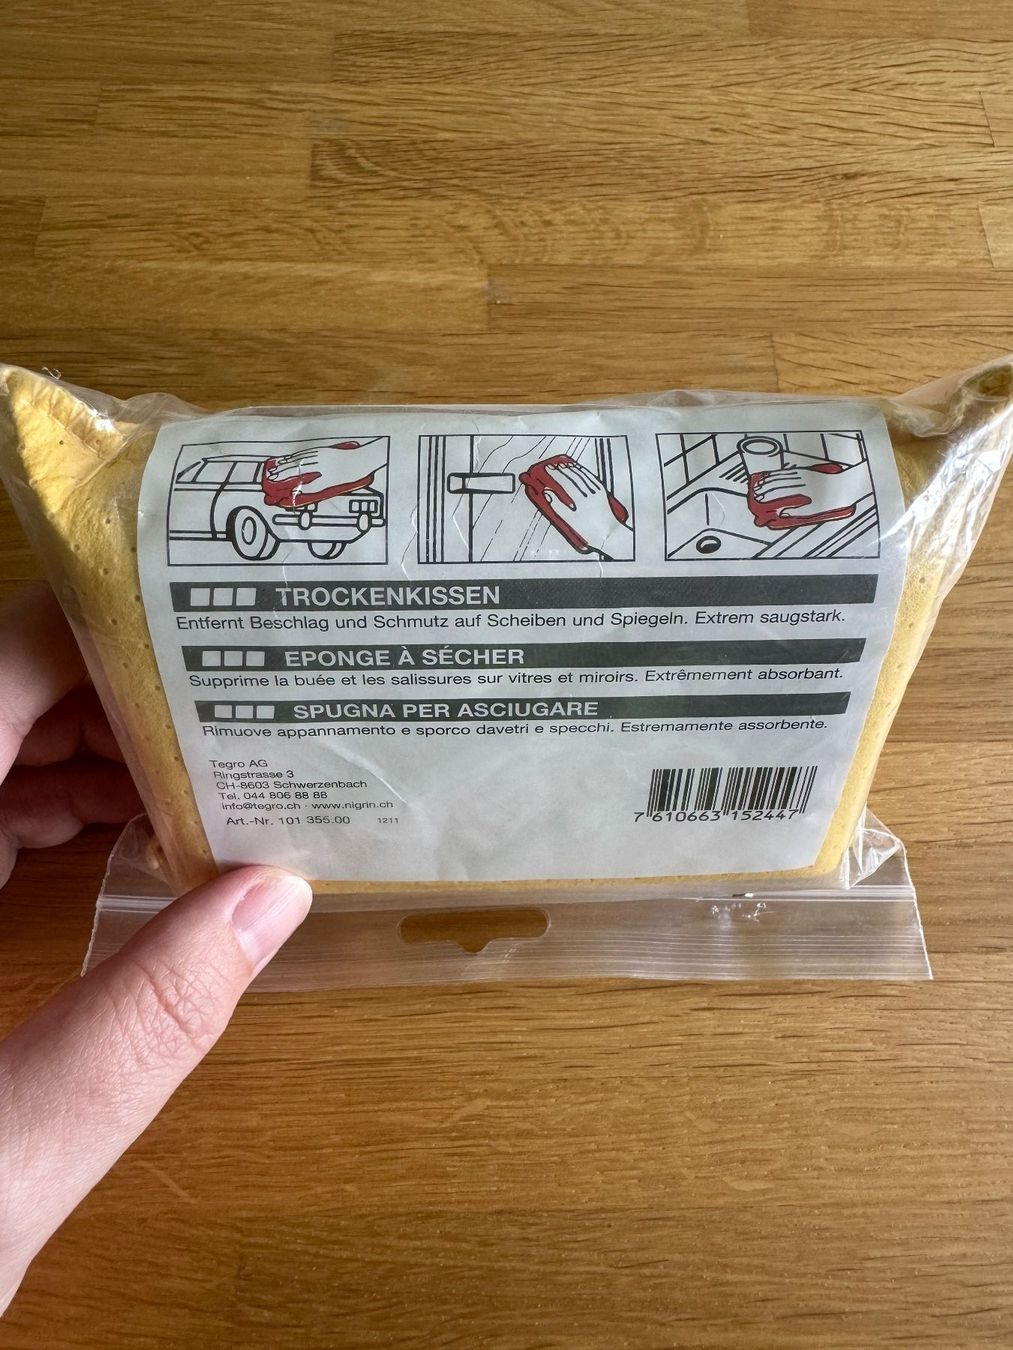 TROCKENKISSEN
Entfernt Beschlag und Schmutz auf Scheiben und Spiegeln. Extrem saugstark.
EPONGE À SÉCHER
Supprime la buée et les salissures sur vitres et miroirs. Extrêmement absorbant.
SPUGNA PER ASCIUGARE
Rimuove appannamento e sporco davetri e specchi. Estremamente assorbente.
Tegro AG
Ringstrasse 3
CH-8603 Schwerzenbach
Tel. 044 806 88 88
info@tegro.ch · www.nigrin.ch
Art.-Nr. 101 355.00 1211
7 610663 152447